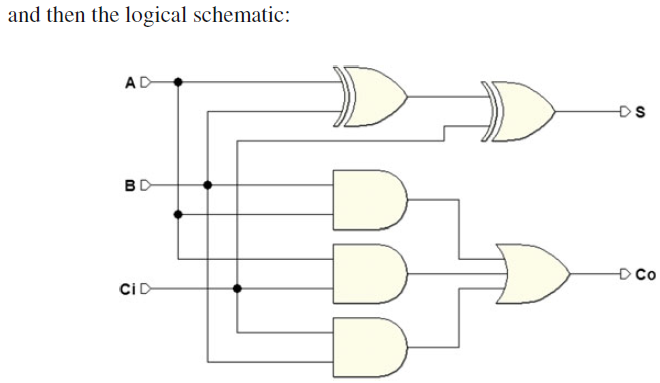 and then the logical schematic:
A
S
B
Ci
Co